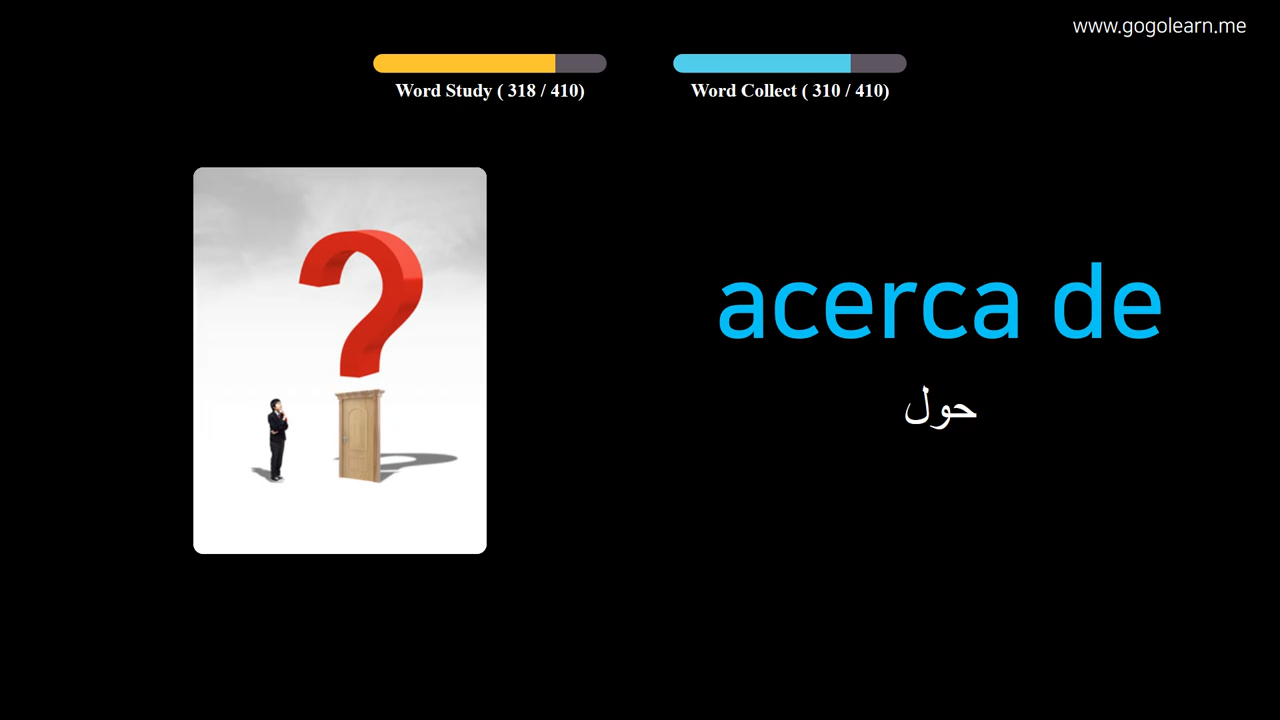 www.gogolearn.me
Word Study ( 318 / 410)
Word Collect ( 310 / 410)
acerca de
حول